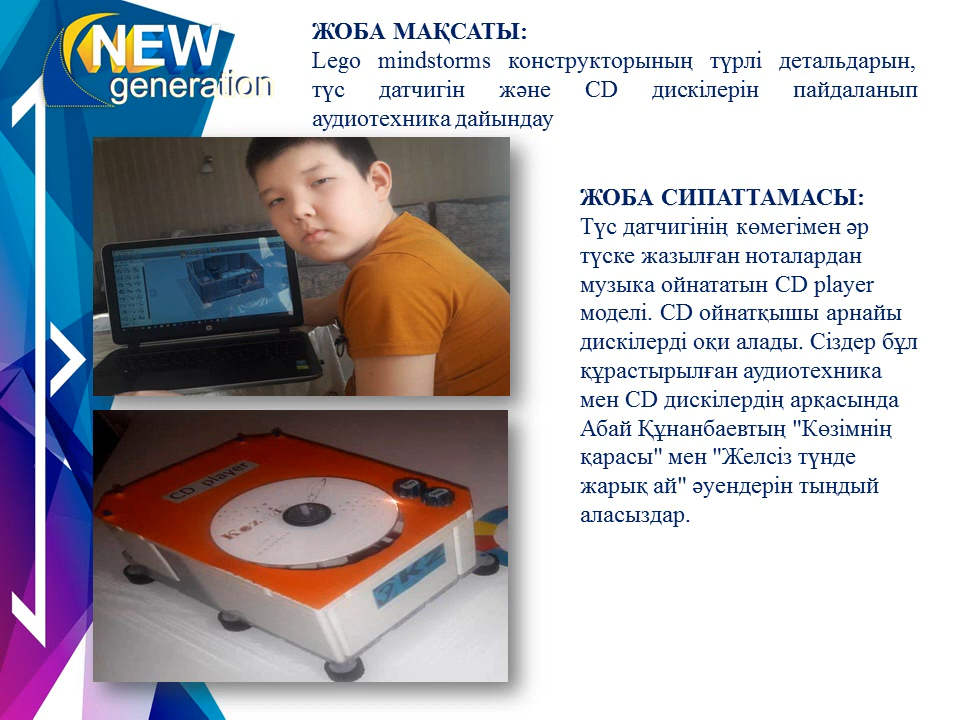 NEW
generation
ЖОБА МАҚСАТЫ:
Lego mindstorms конструкторының түрлі детальдарын,
түс датчигін және CD дискілерін пайдаланып
аудиотехника дайындау
ЖОБА СИПАТТАМАСЫ:
Түс датчигінің көмегімен әр
түске жазылған ноталардан
музыка ойнататын CD player
моделі. CD ойнатқышы арнайы
дискілерді оқи алады. Сіздер бұл
құрастырылған аудиотехника
мен CD дискілердің арқасында
Абай Құнанбаевтың "Көзімнің
қарасы" мен "Желсіз түнде
жарық ай" әуендерін тыңдый
аласыздар.
CD player
Koz
KZ